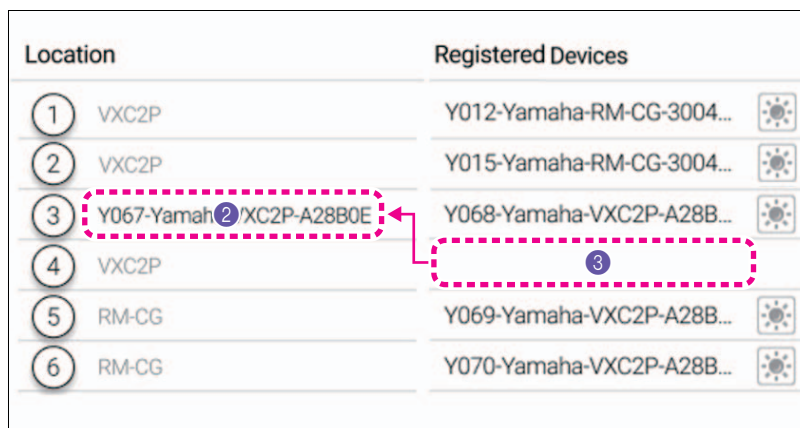 Location Registered Devices
1 VXC2P Y012-Yamaha-RM-CG-3004...
2 VXC2P Y015-Yamaha-RM-CG-3004...
3 Y067-Yamah 2 VXC2P-A28B0E Y068-Yamaha-VXC2P-A28B...
4 VXC2P 3
5 RM-CG Y069-Yamaha-VXC2P-A28B...
6 RM-CG Y070-Yamaha-VXC2P-A28B...